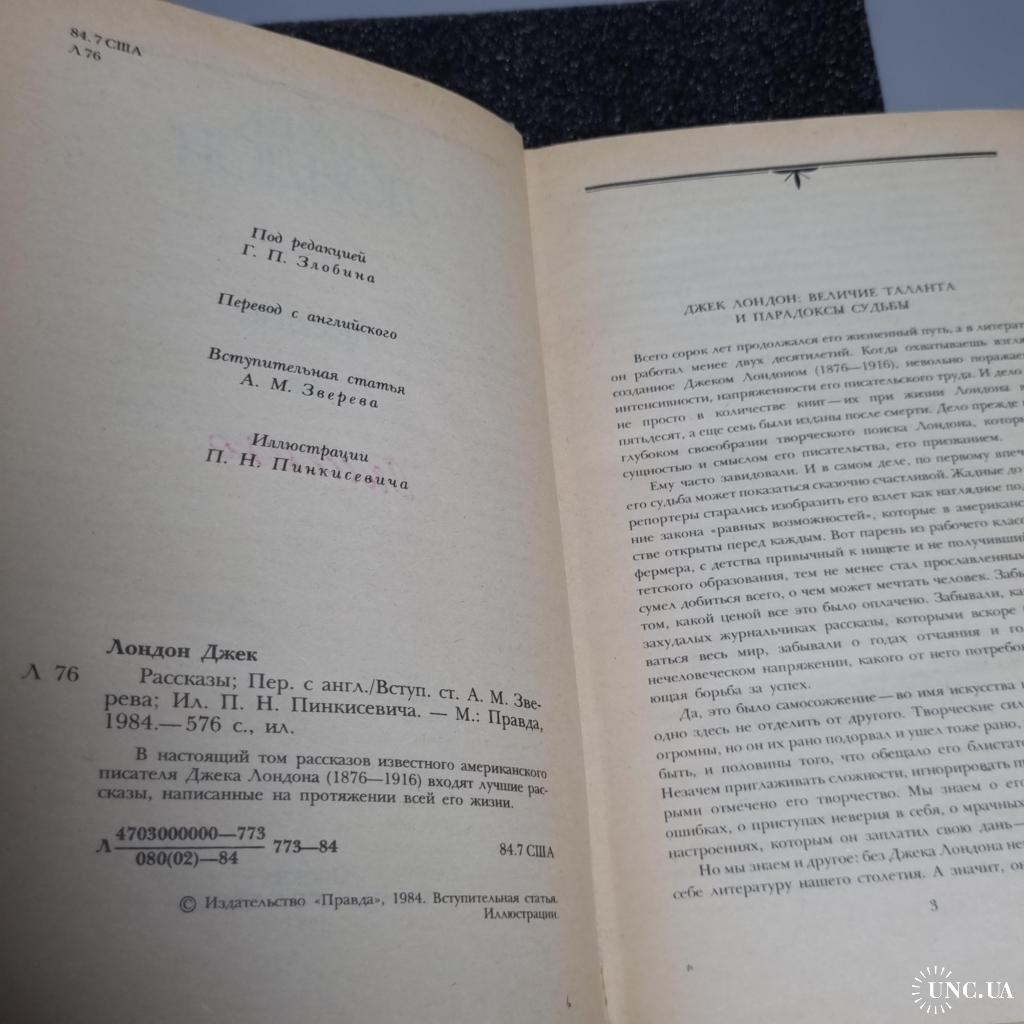 84.7 США
Л 76
Под редакцией
Г. П. Злобина
Перевод с английского
Вступительная статья
А. М. Зверева
Иллюстрации
П. Н. Пинкисевича
Лондон Джек
Л 76
Рассказы; Пер. с англ./Вступ. ст. А. М. Зве-
рева; Ил. П. Н. Пинкисевича. — М.: Правда,
1984.— 576 с., ил.
В настоящий том рассказов известного американского
писателя Джека Лондона (1876—1916) входят лучшие рас-
сказы, написанные на протяжении всей его жизни.
Л 4703000000—773
080(02)—84
773—84
84.7 США
© Издательство «Правда», 1984. Вступительная статья.
Иллюстрации.
ДЖЕК ЛОНДОН: ВЕЛИЧИЕ ТАЛАНТА
И ПАРАДОКСЫ СУДЬБЫ
Всего сорок лет продолжался его жизненный путь, а в литерат
он работал менее двух десятилетий. Когда охватываешь взгля
созданное Джеком Лондоном (1876—1916), невольно поражае
интенсивности, напряженности его писательского труда. И дело
не просто в количестве книг — их при жизни Лондона в
пятьдесят, а еще семь были изданы после смерти. Дело прежде
глубоком своеобразии творческого поиска Лондона, которы
сущностью и смыслом его писательства, его призванием.
Ему часто завидовали. И в самом деле, по первому впеч
его судьба может показаться сказочно счастливой. Жадные до
репортеры старались изобразить его взлет как наглядное под
ние закона «равных возможностей», которые в американс
стве открыты перед каждым. Вот парень из рабочего клас
фермера, с детства привычный к нищете и не получивший
тетского образования, тем не менее стал прославленным
сумел добиться всего, о чем может мечтать человек. Забы
том, какой ценой все это было оплачено. Забывали, ка
захудалых журнальчиках рассказы, которыми вскоре
ваться весь мир, забывали о годах отчаяния и го
нечеловеческом напряжении, какого от него потребов
ющая борьба за успех.
Да, это было самосожжение — во имя искусства и
одно здесь не отделить от другого. Творческие сил
огромны, но он их рано подорвал и ушел тоже рано,
быть, и половины того, что обещало его блистате
Незачем приглаживать сложности, игнорировать п
рыми отмечено его творчество. Мы знаем о его
ошибках, о приступах неверия в себя, о мрачных
настроениях, которым он заплатил свою дань—
Но мы знаем и другое: без Джека Лондона не
себе литературу нашего столетия. А значит, он
3
UNC.UA